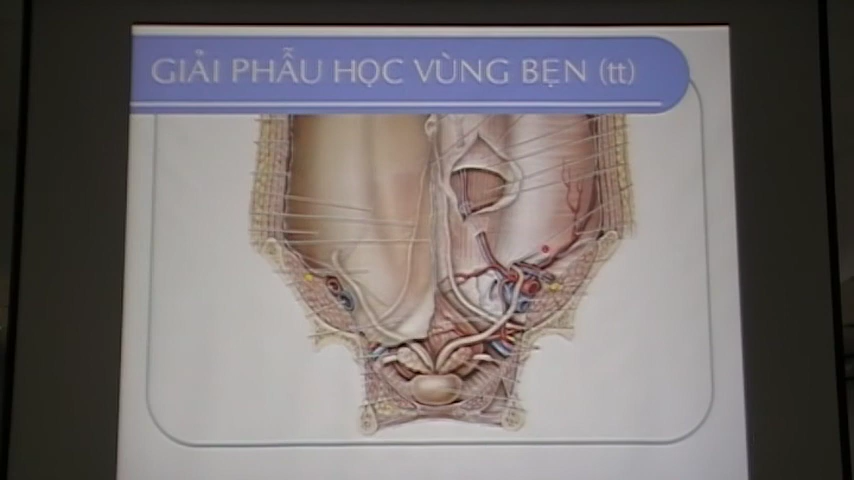 GIẢI PHẪU HỌC VÙNG BẸN (tt)